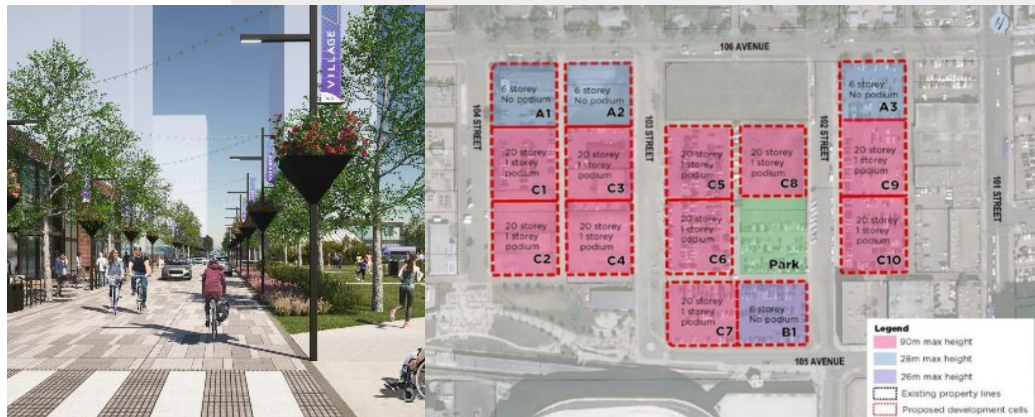 VILLAGE
106 AVENUE
104 STREET
103 STREET
102 STREET
101 STREET
6 storey
No podium
A1
6 storey
No podium
A2
6 storey
No podium
A3
20 storey
1 storey
podium
C1
20 storey
1 storey
podium
C3
20 storey
1 storey
podium
C5
20 storey
1 storey
podium
C8
20 storey
1 storey
podium
C9
20 storey
1 storey
podium
C2
20 storey
1 storey
podium
C4
20 storey
1 storey
podium
C6
Park
20 storey
1 storey
podium
C10
20 storey
1 storey
podium
C7
6 storey
No podium
B1
105 AVENUE
Legend
90m max height
28m max height
26m max height
Existing property lines
Proposed development cells